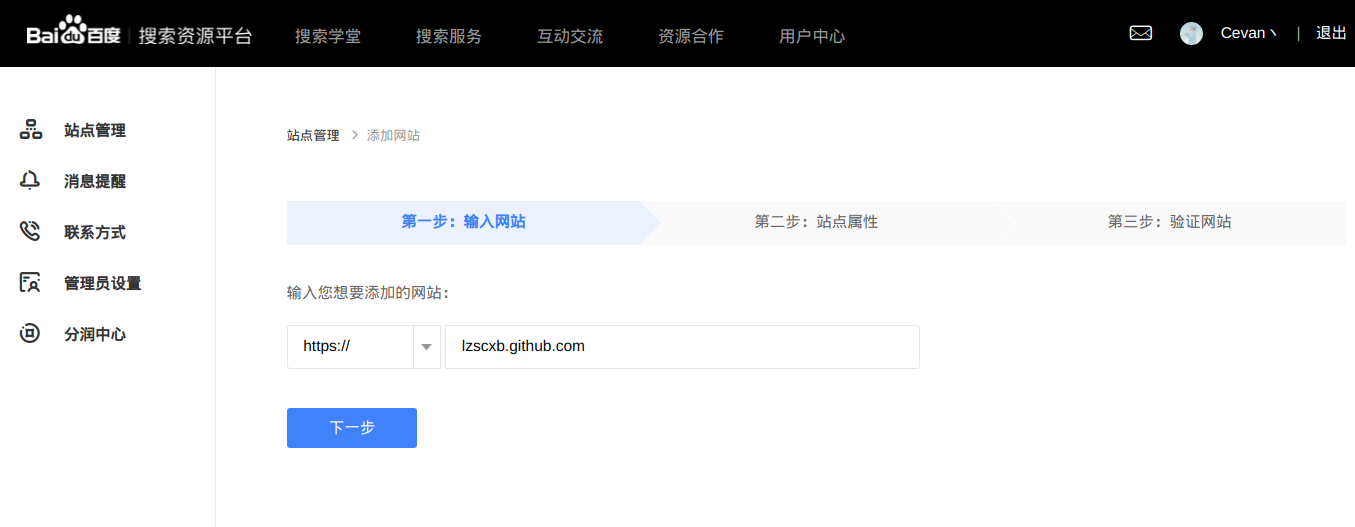 Bai du 百度 | 搜索资源平台 搜索学堂 搜索服务 互动交流 资源合作 用户中心 Cevan丶 | 退出
站点管理
消息提醒
联系方式
管理员设置
分润中心
站点管理 > 添加网站
第一步：输入网站 第二步：站点属性 第三步：验证网站
输入您想要添加的网站：
https:// lzscxb.github.com
下一步